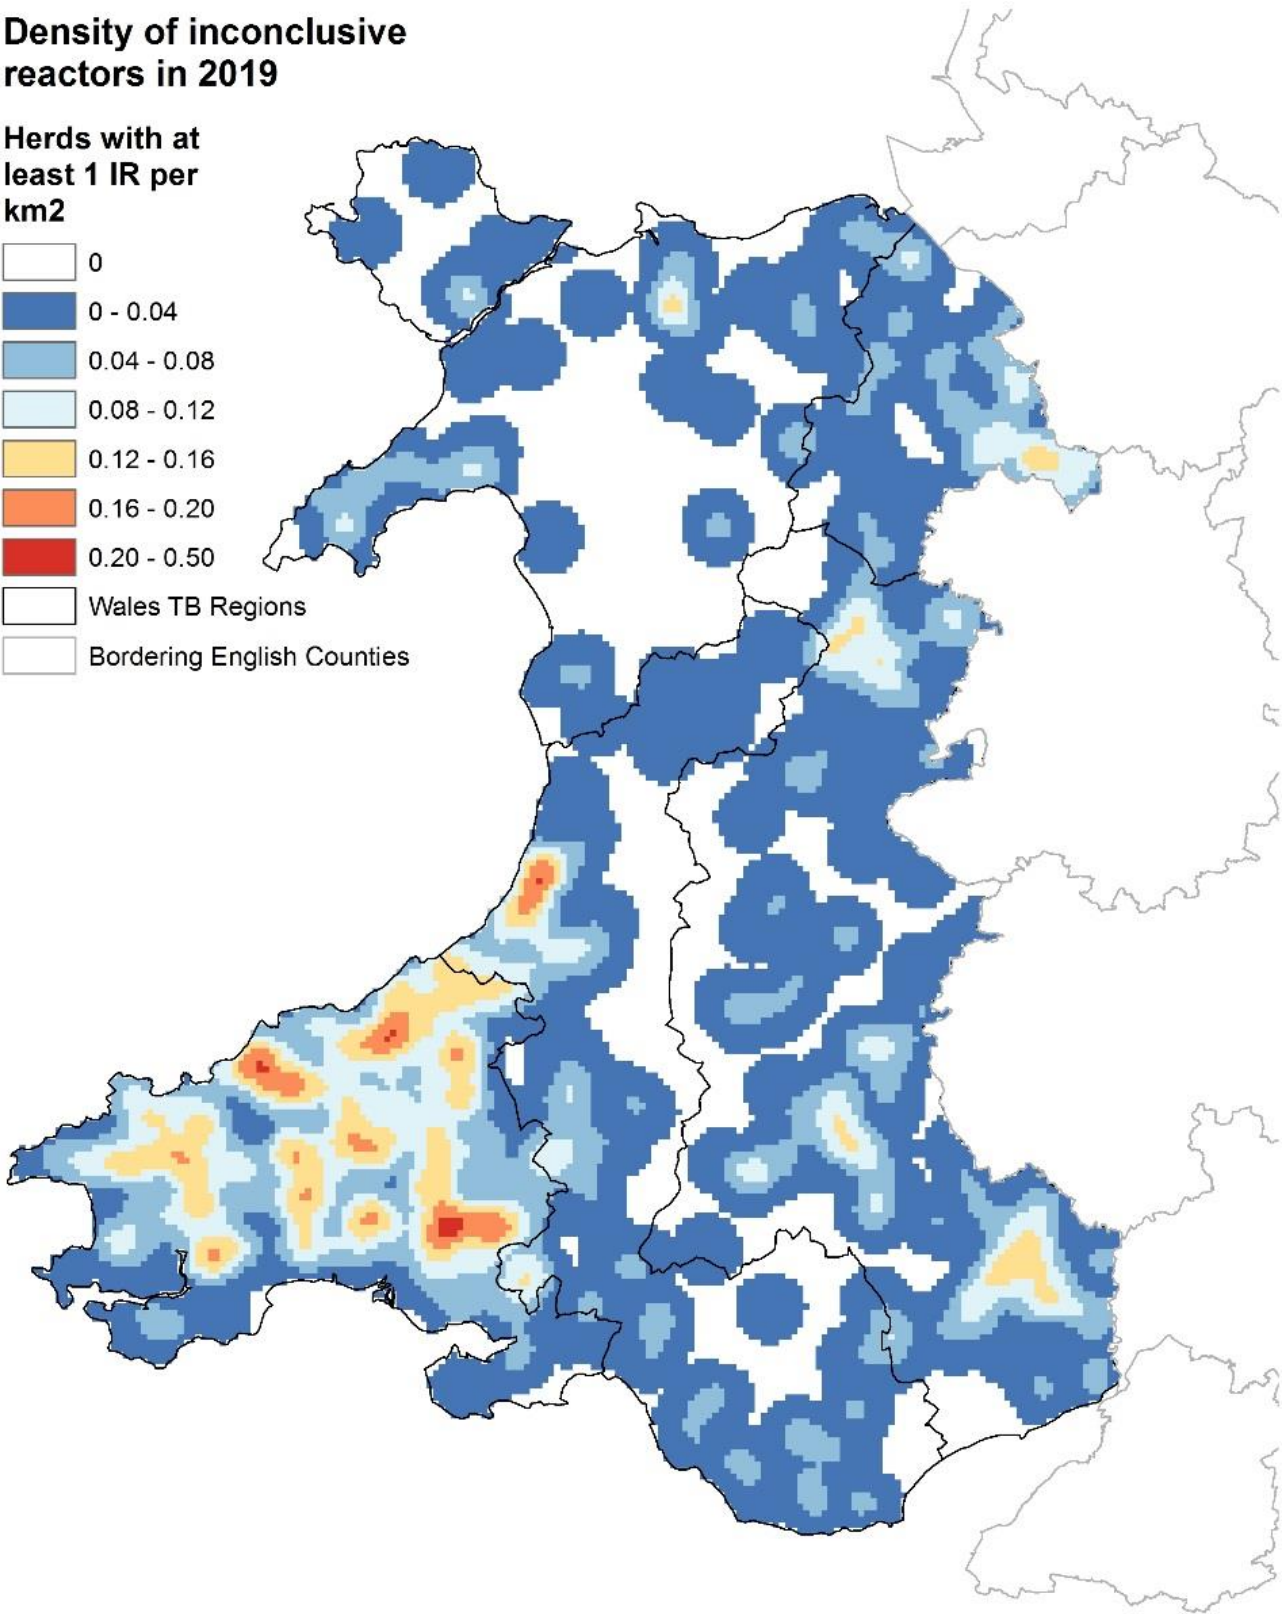 Density of inconclusive
reactors in 2019
Herds with at
least 1 IR per
km2
0
0 - 0.04
0.04 - 0.08
0.08 - 0.12
0.12 - 0.16
0.16 - 0.20
0.20 - 0.50
Wales TB Regions
Bordering English Counties